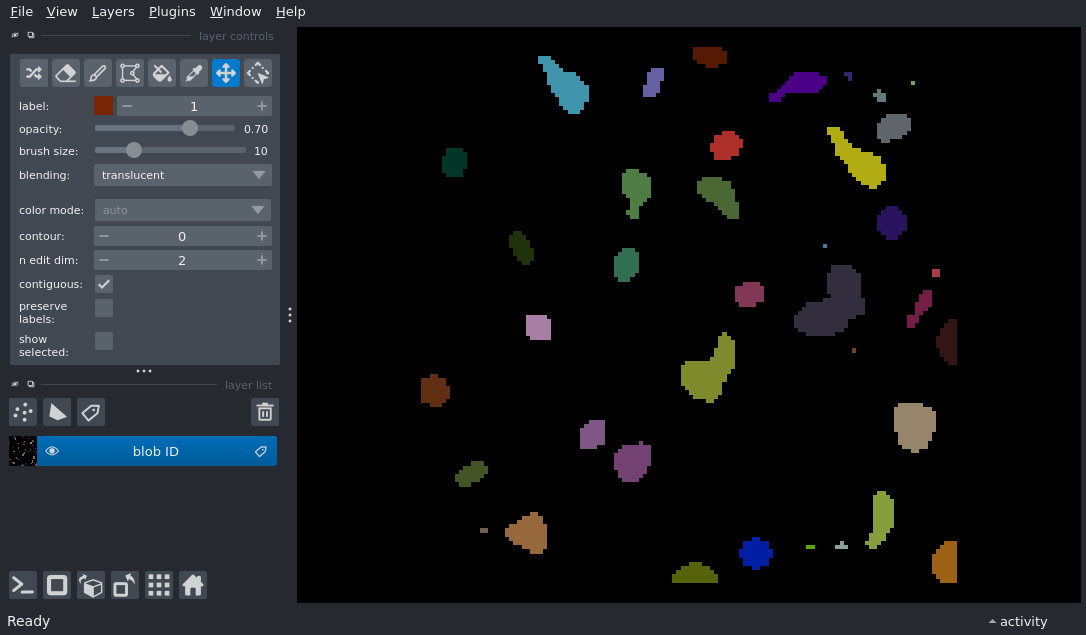 File View Layers Plugins Window Help
layer controls
label: 1
opacity: 0.70
brush size: 10
blending: translucent
color mode: auto
contour: 0
n edit dim: 2
contiguous:
preserve
labels:
show
selected:
layer list
blob ID
Ready activity